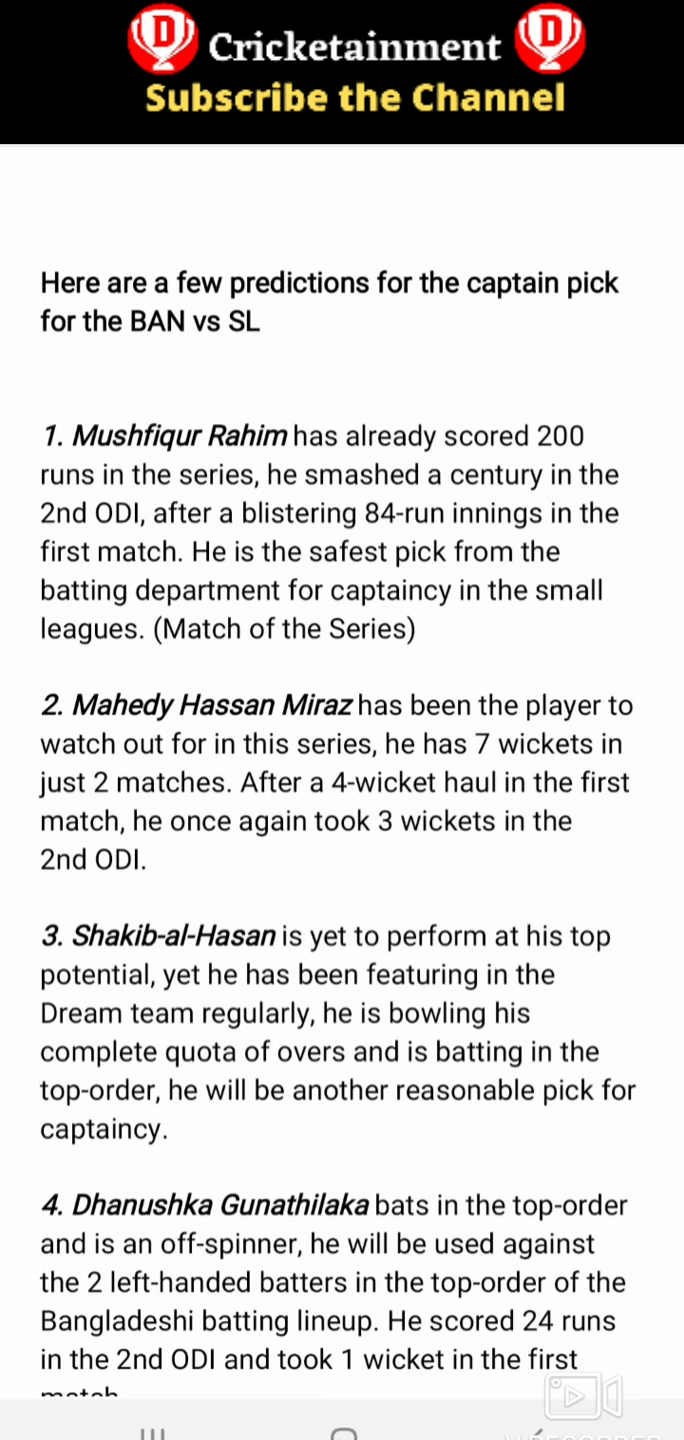 D Cricketainment D
Subscribe the Channel
Here are a few predictions for the captain pick
for the BAN vs SL
1. Mushfiqur Rahim has already scored 200
runs in the series, he smashed a century in the
2nd ODI, after a blistering 84-run innings in the
first match. He is the safest pick from the
batting department for captaincy in the small
leagues. (Match of the Series)
2. Mahedy Hassan Miraz has been the player to
watch out for in this series, he has 7 wickets in
just 2 matches. After a 4-wicket haul in the first
match, he once again took 3 wickets in the
2nd ODI.
3. Shakib-al-Hasan is yet to perform at his top
potential, yet he has been featuring in the
Dream team regularly, he is bowling his
complete quota of overs and is batting in the
top-order, he will be another reasonable pick for
captaincy.
4. Dhanushka Gunathilaka bats in the top-order
and is an off-spinner, he will be used against
the 2 left-handed batters in the top-order of the
Bangladeshi batting lineup. He scored 24 runs
in the 2nd ODI and took 1 wicket in the first
match